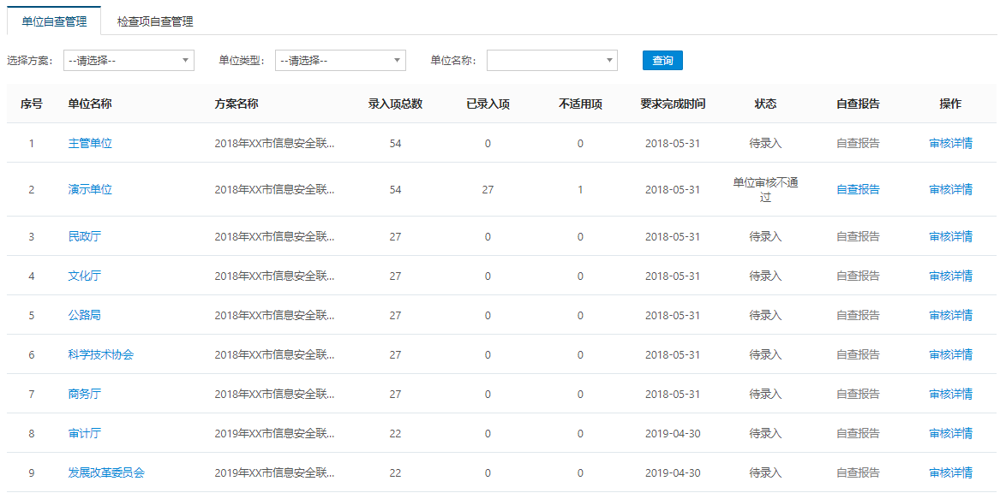 单位自查管理 检查项自查管理
选择方案: --请选择-- 单位类型: --请选择-- 单位名称: 查询
序号 单位名称 方案名称 录入项总数 已录入项 不适用项 要求完成时间 状态 自查报告 操作
1 主管单位 2018年XX市信息安全联... 54 0 0 2018-05-31 待录入 自查报告 审核详情
2 演示单位 2018年XX市信息安全联... 54 27 1 2018-05-31 单位审核不通 自查报告 审核详情
过
3 民政厅 2018年XX市信息安全联... 27 0 0 2018-05-31 待录入 自查报告 审核详情
4 文化厅 2018年XX市信息安全联... 27 0 0 2018-05-31 待录入 自查报告 审核详情
5 公路局 2018年XX市信息安全联... 27 0 0 2018-05-31 待录入 自查报告 审核详情
6 科学技术协会 2018年XX市信息安全联... 27 0 0 2018-05-31 待录入 自查报告 审核详情
7 商务厅 2018年XX市信息安全联... 27 0 0 2018-05-31 待录入 自查报告 审核详情
8 审计厅 2019年XX市信息安全联... 22 0 0 2019-04-30 待录入 自查报告 审核详情
9 发展改革委员会 2019年XX市信息安全联... 22 0 0 2019-04-30 待录入 自查报告 审核详情